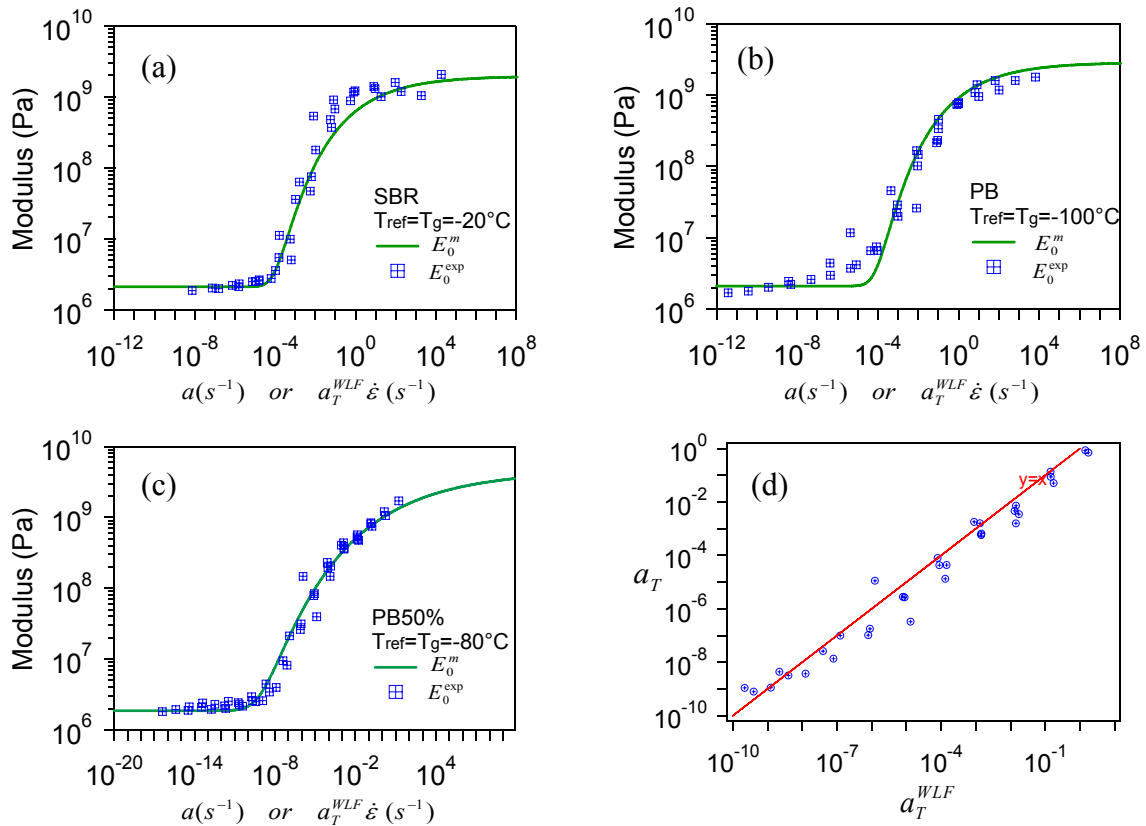 (a)
Modulus (Pa)
10^10
10^9
10^8
10^7
10^6
SBR
Tref=Tg=-20°C
E_0^m
E_0^exp
10^-12 10^-8 10^-4 10^0 10^4 10^8
a(s^-1) or a_T^WLF ε̇ (s^-1)
(b)
Modulus (Pa)
10^10
10^9
10^8
10^7
10^6
PB
Tref=Tg=-100°C
E_0^m
E_0^exp
10^-12 10^-8 10^-4 10^0 10^4 10^8
a(s^-1) or a_T^WLF ε̇ (s^-1)
(c)
Modulus (Pa)
10^10
10^9
10^8
10^7
10^6
PB50%
Tref=Tg=-80°C
E_0^m
E_0^exp
10^-20 10^-14 10^-8 10^-2 10^4
a(s^-1) or a_T^WLF ε̇ (s^-1)
(d)
a_T
10^0
10^-2
10^-4
10^-6
10^-8
10^-10
y=x
10^-10 10^-7 10^-4 10^-1
a_T^WLF